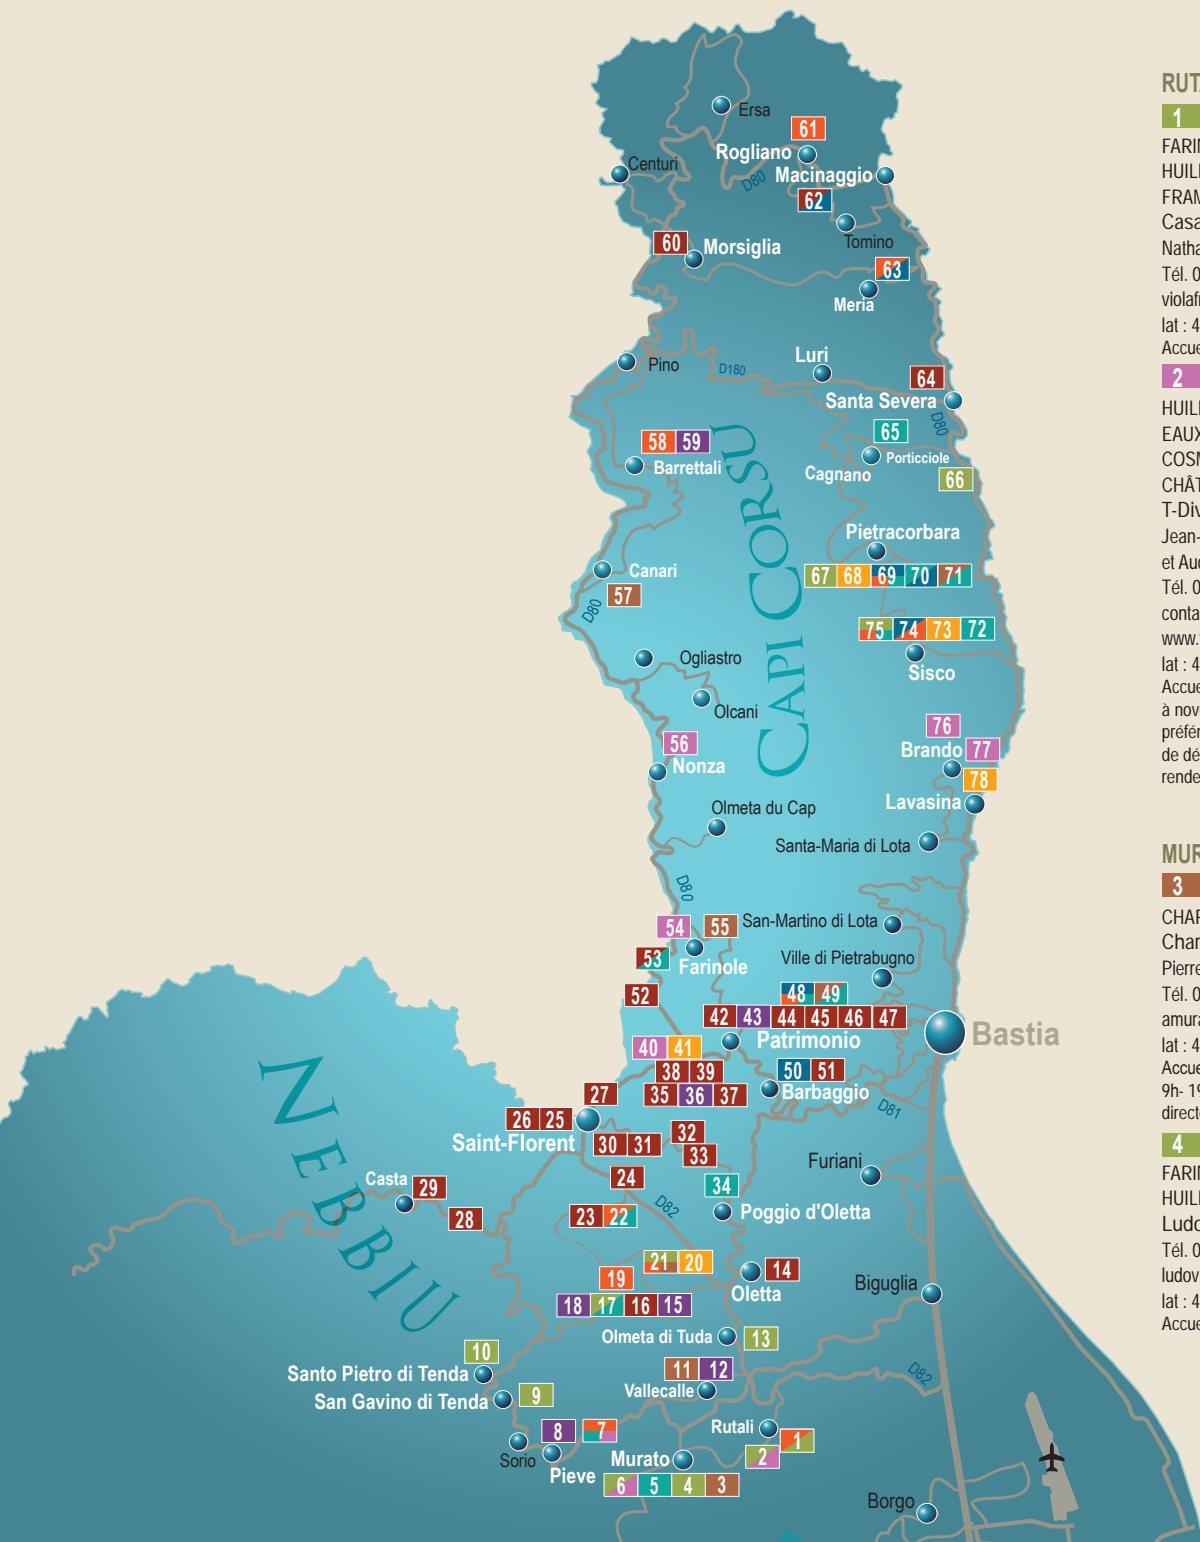 Ersa
61
Rogliano
Centuri
D80
Macinaggio
62
Tomino
60
Morsiglia
63
Meria
Luri
Pino
D180
64
Santa Severa
D80
65
58 59
Barrettali
Porticciole
Cagnano
66
CAPI CORSU
Pietracorbara
67 68 69 70 71
Canari
57
D80
75 74 73 72
Sisco
Ogliastro
Olcani
76
56
Brando 77
Nonza
78
Lavasina
Olmeta du Cap
Santa-Maria di Lota
D80
54 55
San-Martino di Lota
53
Farinole
Ville di Pietrabugno
52
48 49
42 43 44 45 46 47
Patrimonio
Bastia
40 41
38 39
50 51
35 36 37
Barbaggio
27
D81
26 25
Saint-Florent
30 31
32
33
Furiani
24
34
Casta
29
28
D82
23 22
Poggio d'Oletta
NEBBIU
21 20
19
14
Oletta
Biguglia
18 17 16 15
Olmeta di Tuda
13
10
Santo Pietro di Tenda
11 12
Vallecalle
D82
San Gavino di Tenda
9
8
7
Rutali
1
2
Sorio
Pieve
Murato
6 5 4 3
Borgo
RUT
1
FARI
HUIL
FRA
Casa
Natha
Tél. 0
violaf
lat : 4
Accue
2
HUIL
EAUX
COS
CHÂT
T-Div
Jean-
et Au
Tél. 0
conta
www.
lat : 4
Accue
à nov
préfé
de dé
rende
MUR
3
CHA
Char
Pierre
Tél. 0
amura
lat : 4
Accue
9h- 19
direct
4
FARI
HUIL
Ludo
Tél. 0
ludov
lat : 4
Accue